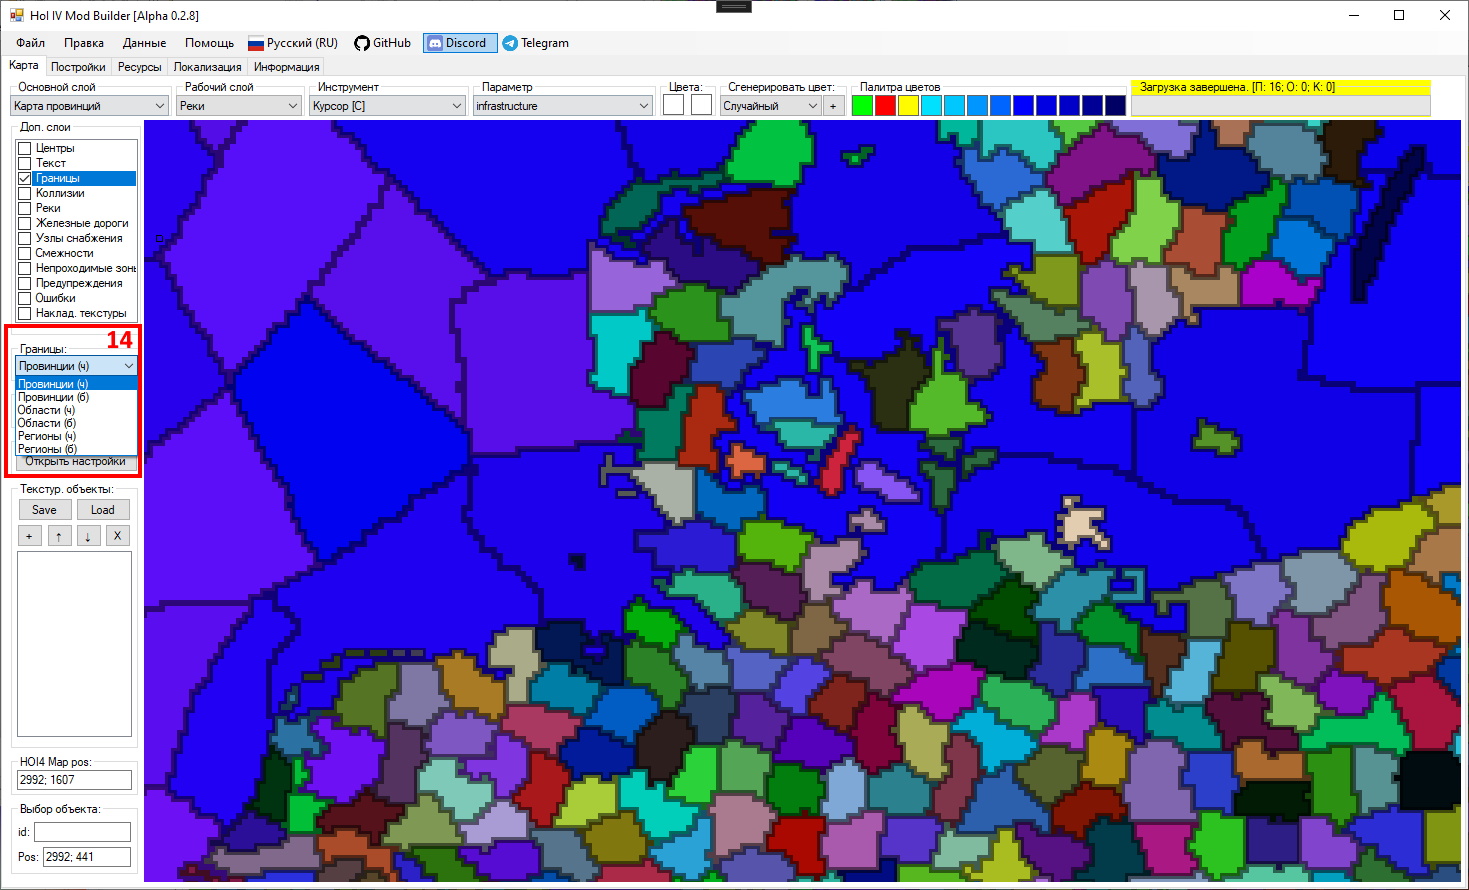 HoI IV Mod Builder [Alpha 0.2.8]
Файл Правка Данные Помощь Русский (RU) GitHub Discord Telegram
Карта Постройки Ресурсы Локализация Информация
Основной слой Рабочий слой Инструмент Параметр Цвета: Сгенерировать цвет: Палитра цветов Загрузка завершена. [П: 16; О: 0; К: 0]
Карта провинций Реки Курсор [C] infrastructure Случайный +
Доп. слои
Центры
Текст
Границы
Коллизии
Реки
Железные дороги
Узлы снабжения
Смежности
Непроходимые зоны
Предупреждения
Ошибки
Наклад. текстуры
14
Границы:
Провинции (ч)
Провинции (ч)
Провинции (б)
Области (ч)
Области (б)
Регионы (ч)
Регионы (б)
Открыть настройки
Текстур. объекты:
Save Load
+ ↑ ↓ X
HOI4 Map pos:
2992; 1607
Выбор объекта:
id:
Pos: 2992; 441